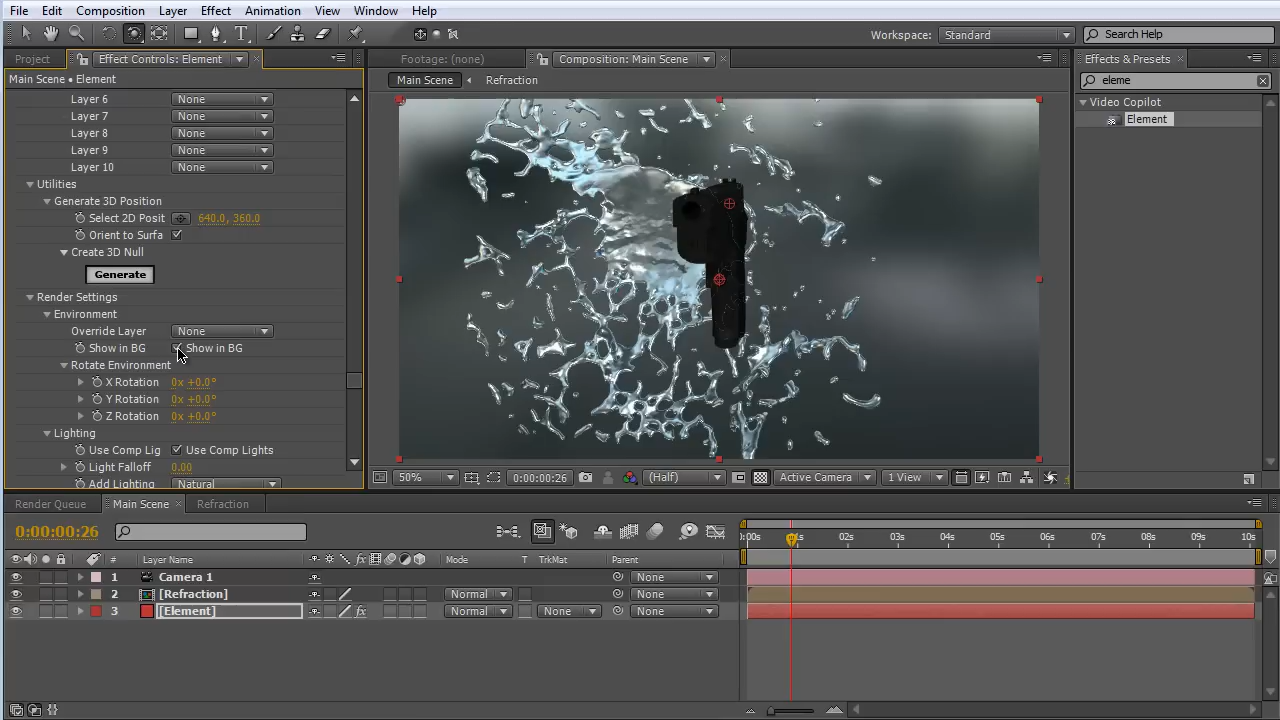 File Edit Composition Layer Effect Animation View Window Help
Workspace: Standard Search Help
Project Effect Controls: Element Footage: (none) Composition: Main Scene Effects & Presets
Main Scene • Element
Main Scene Refraction
eleme
Layer 6 None
Video Copilot
Layer 7 None
Element
Layer 8 None
Layer 9 None
Layer 10 None
Utilities
Generate 3D Position
Select 2D Posit 640.0, 360.0
Orient to Surfa
Create 3D Null
Generate
Render Settings
Environment
Override Layer None
Show in BG Show in BG
Rotate Environment
X Rotation 0x +0.0°
Y Rotation 0x +0.0°
Z Rotation 0x +0.0°
Lighting
Use Comp Lig Use Comp Lights
Light Falloff 0.00
Add Lighting Natural
50% 0:00:00:26 (Half) Active Camera 1 View
Render Queue Main Scene Refraction
0:00:00:26
:00s 01s 02s 03s 04s 05s 06s 07s 08s 09s 10s
# Layer Name Mode T TrkMat Parent
1 Camera 1 None
2 [Refraction] Normal None
3 [Element] fx Normal None None